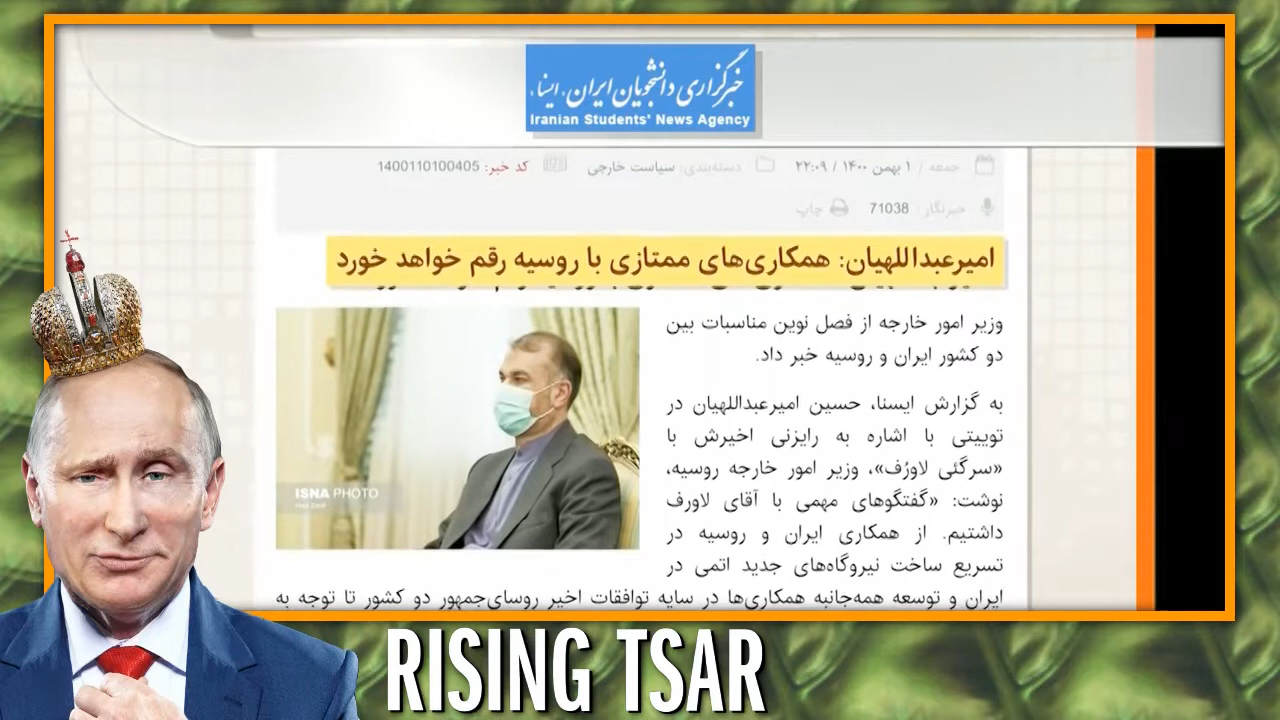 خبرگزاری دانشجویان ایران، ایسنا،
Iranian Students' News Agency
جمعه / ۱ بهمن ۱۴۰۰ / ۲۲:۰۹ دسته‌بندی: سیاست خارجی کد خبر: 1400110100405
خبرنگار : 71038 چاپ
امیرعبداللهیان: همکاری‌های ممتازی با روسیه رقم خواهد خورد
وزیر امور خارجه از فصل نوین مناسبات بین
دو کشور ایران و روسیه خبر داد.
به گزارش ایسنا، حسین امیرعبداللهیان در
توییتی با اشاره به رایزنی اخیرش با
«سرگئی لاورُف»، وزیر امور خارجه روسیه،
نوشت: «گفتگوهای مهمی با آقای لاورف
داشتیم. از همکاری ایران و روسیه در
تسریع ساخت نیروگاه‌های جدید اتمی در
ایران و توسعه همه‌جانبه همکاری‌ها در سایه توافقات اخیر روسای‌جمهور دو کشور تا توجه به
ISNA PHOTO
RISING TSAR